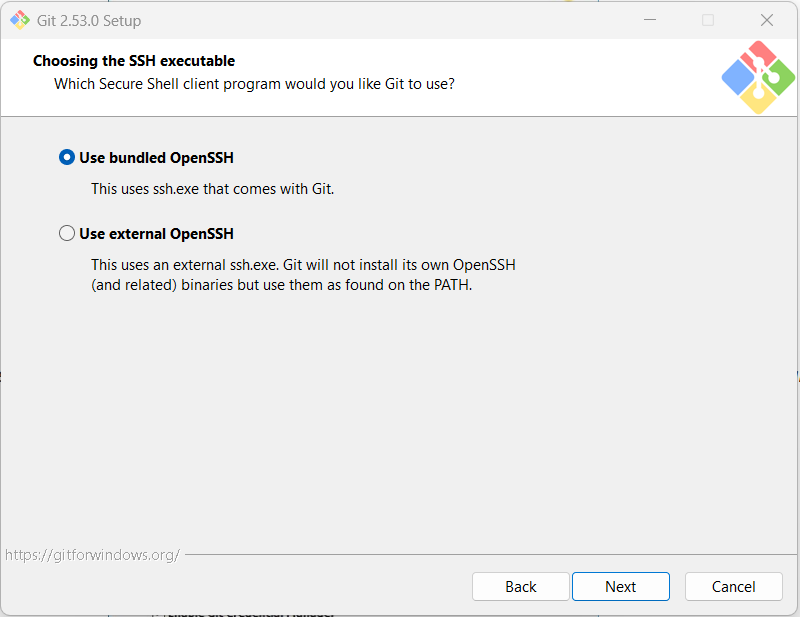 Git 2.53.0 Setup
Choosing the SSH executable
Which Secure Shell client program would you like Git to use?
Use bundled OpenSSH
This uses ssh.exe that comes with Git.
Use external OpenSSH
This uses an external ssh.exe. Git will not install its own OpenSSH
(and related) binaries but use them as found on the PATH.
https://gitforwindows.org/
Back Next Cancel